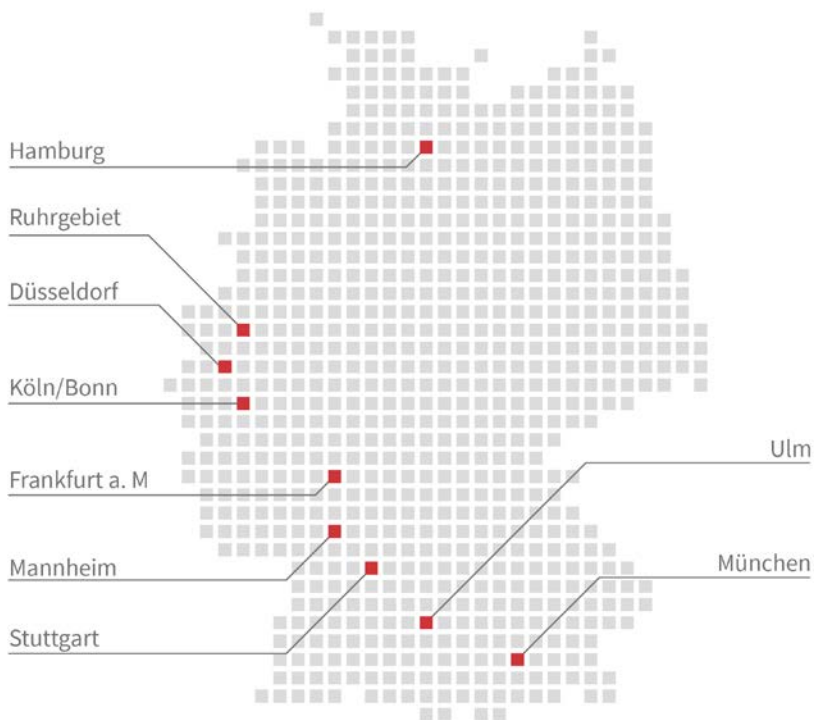 Hamburg
Ruhrgebiet
Düsseldorf
Köln/Bonn
Frankfurt a. M
Mannheim
Stuttgart
Ulm
München